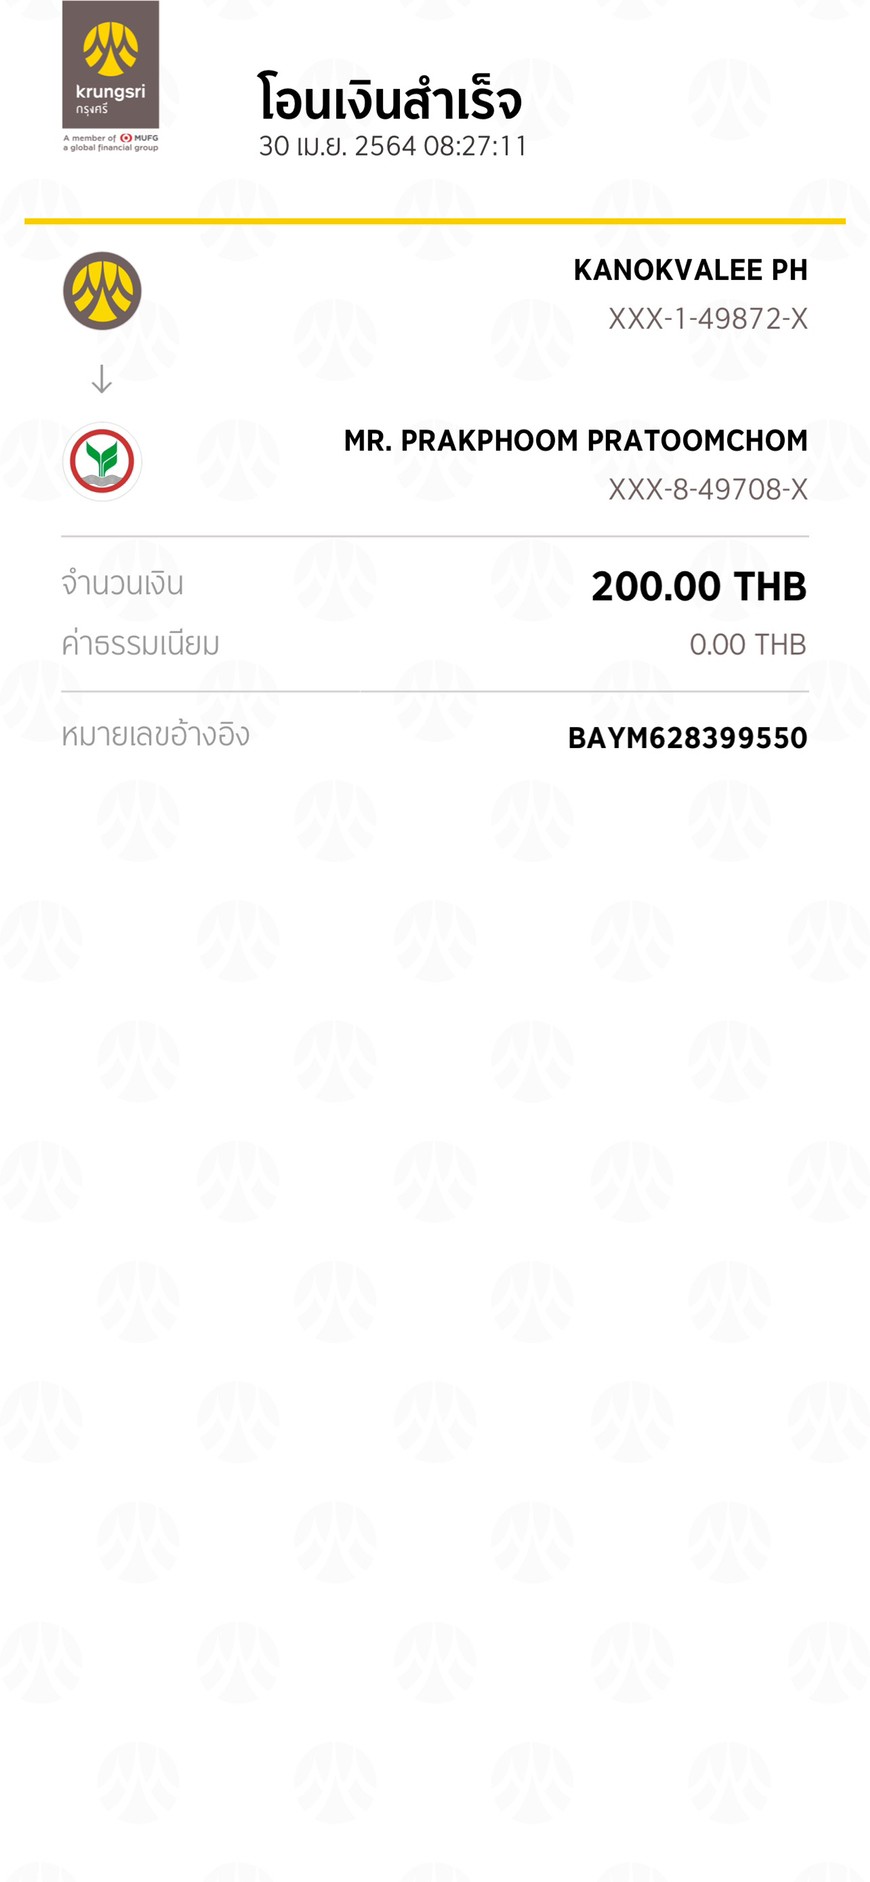 krungsri
กรุงศรี
A member of MUFG
a global financial group
โอนเงินสำเร็จ
30 เม.ย. 2564 08:27:11
KANOKVALEE PH
XXX-1-49872-X
MR. PRAKPHOOM PRATOOMCHOM
XXX-8-49708-X
จำนวนเงิน 200.00 THB
ค่าธรรมเนียม 0.00 THB
หมายเลขอ้างอิง BAYM628399550